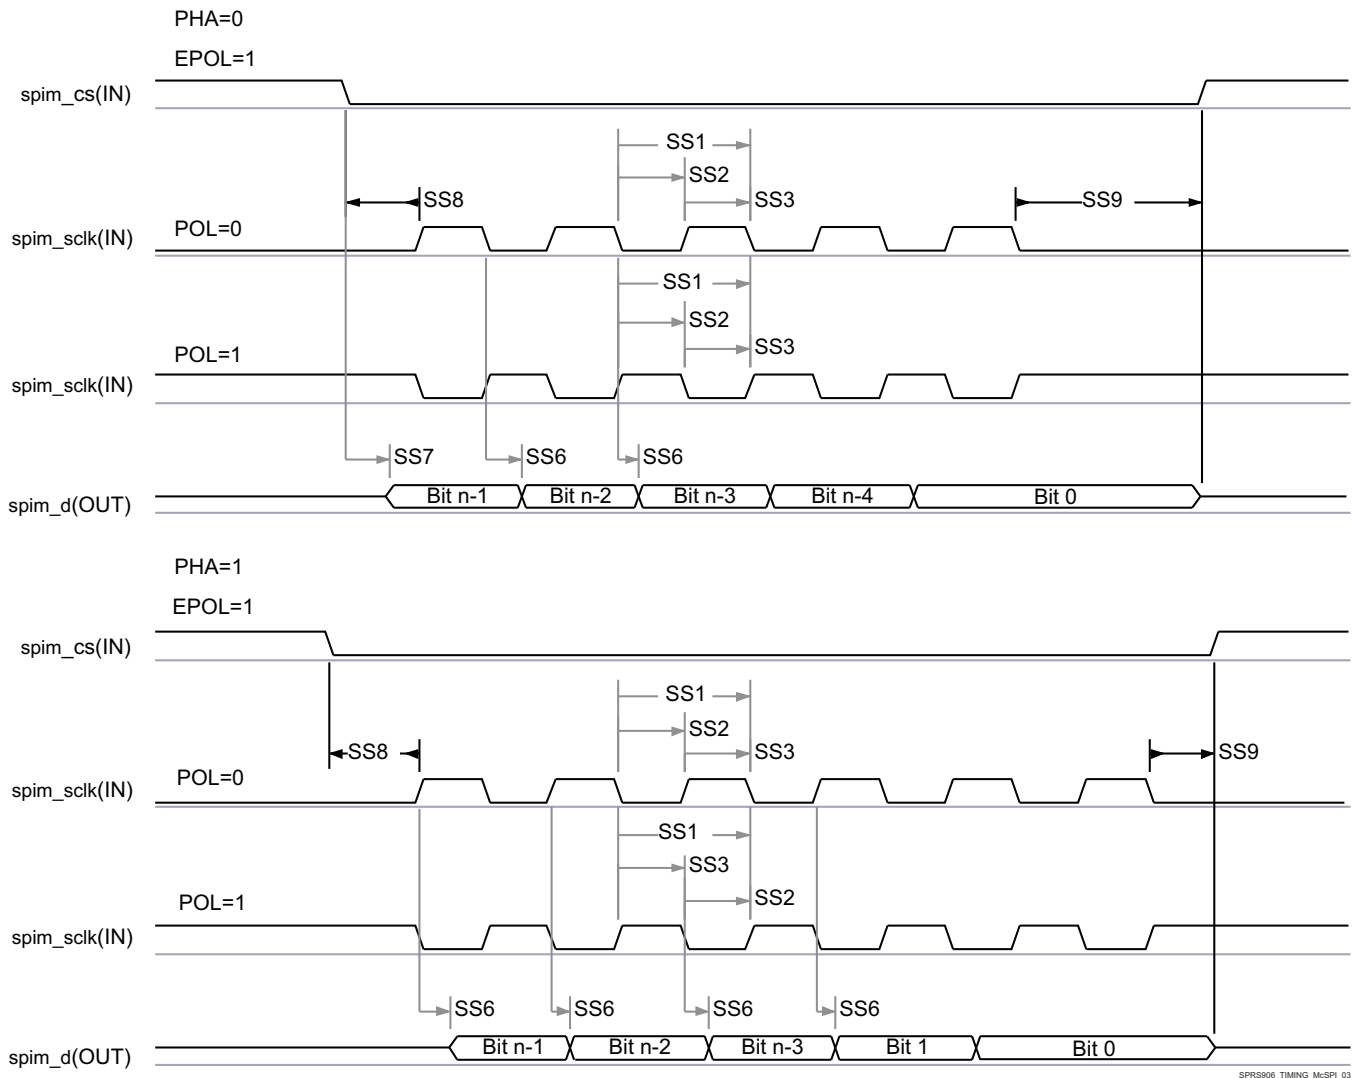 PHA=0
EPOL=1
spim_cs(IN)
SS1
SS2
SS8
SS3
SS9
POL=0
spim_sclk(IN)
SS1
SS2
SS3
POL=1
spim_sclk(IN)
SS7
SS6
SS6
spim_d(OUT)
Bit n-1
Bit n-2
Bit n-3
Bit n-4
Bit 0
PHA=1
EPOL=1
spim_cs(IN)
SS1
SS2
SS8
SS3
SS9
POL=0
spim_sclk(IN)
SS1
SS3
SS2
POL=1
spim_sclk(IN)
SS6
SS6
SS6
SS6
spim_d(OUT)
Bit n-1
Bit n-2
Bit n-3
Bit 1
Bit 0
SPRS906_TIMING_McSPI_03